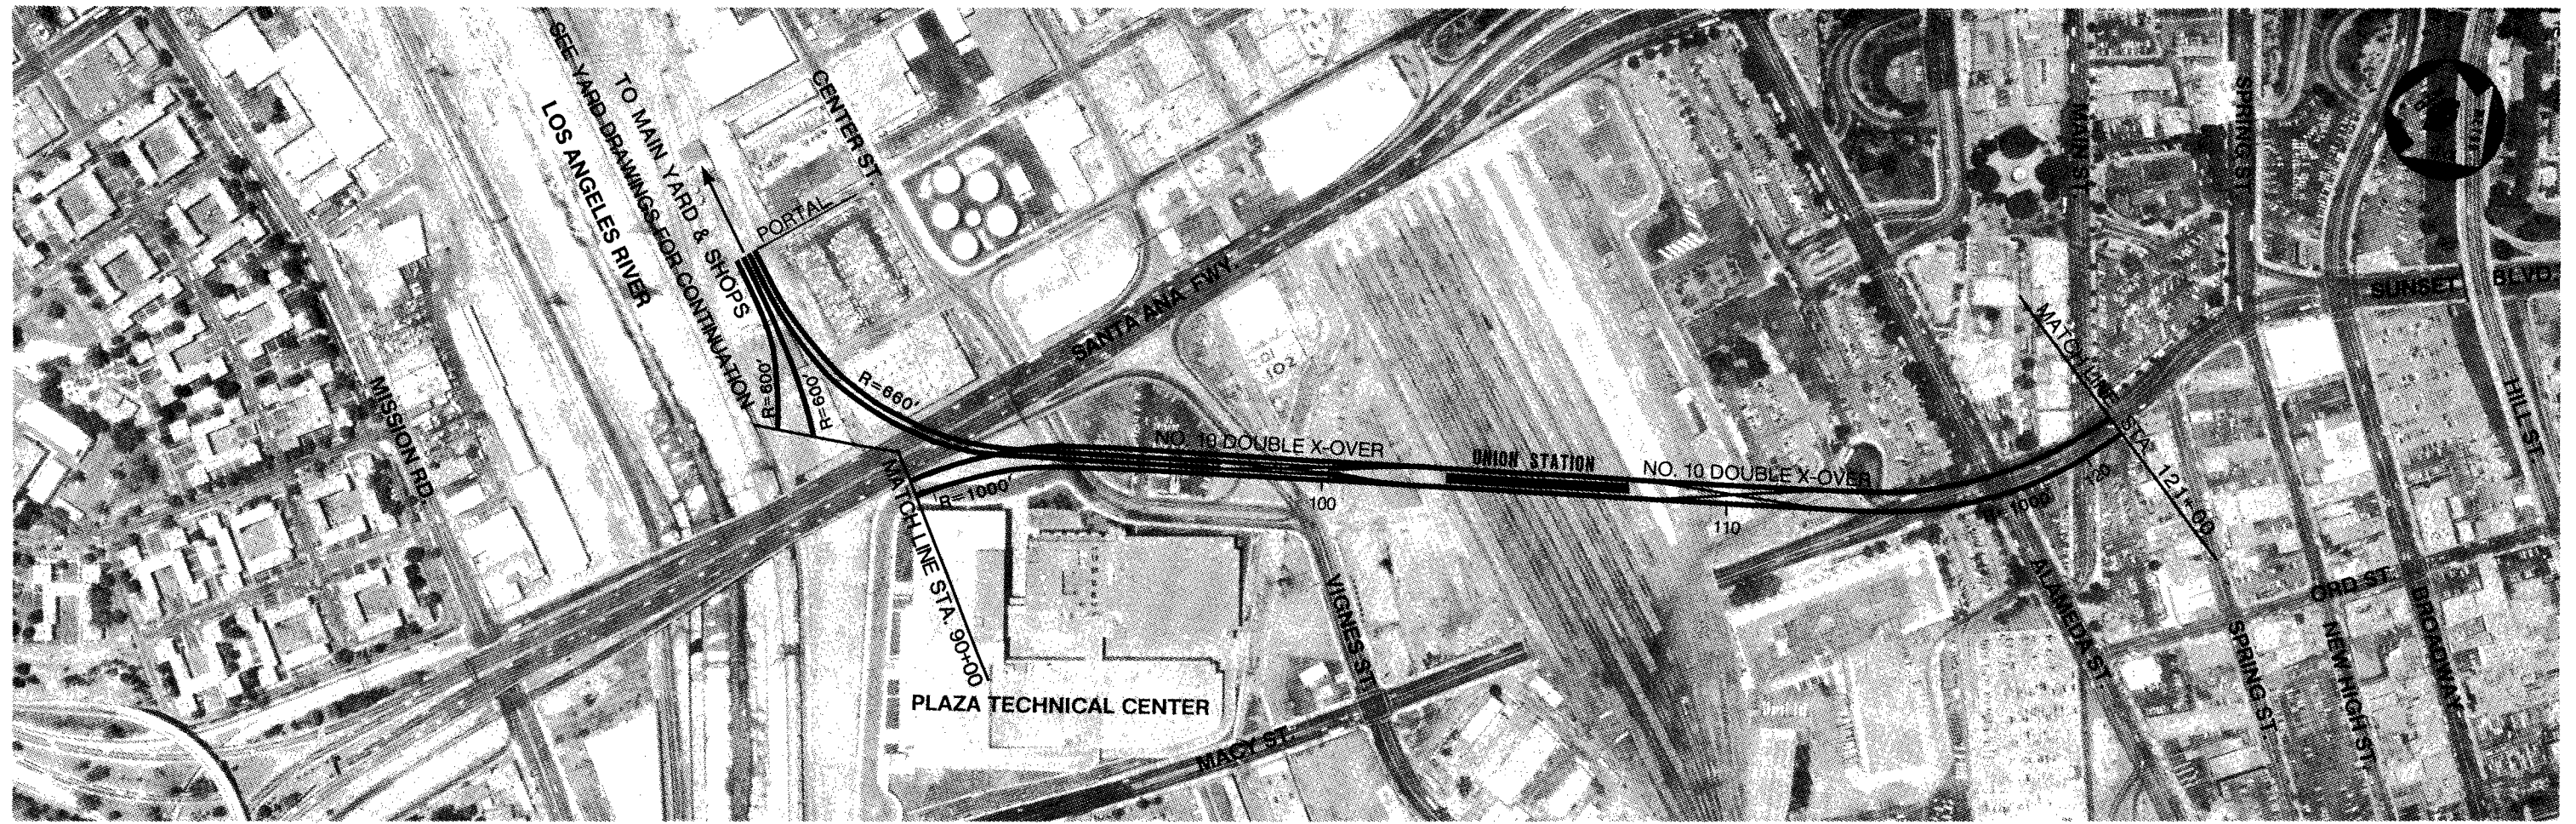 SEE YARD DRAWINGS FOR CONTINUATION
TO MAIN YARD & SHOPS
LOS ANGELES RIVER
CENTER ST.
PORTAL
MISSION RD.
R=800'
R=600'
R=660'
SANTA ANA FWY.
NO. 10 DOUBLE X-OVER
UNION STATION
NO. 10 DOUBLE X-OVER
100
110
120
R=1000'
R=1000'
MATCH LINE STA. 90+00
MATCH LINE STA. 121+00
PLAZA TECHNICAL CENTER
MACY ST.
VIGNES ST.
ALAMEDA ST.
MAIN ST.
SPRING ST.
SUNSET BLVD.
HILL ST.
ORD ST.
SPRING ST.
NEW HIGH ST.
BROADWAY